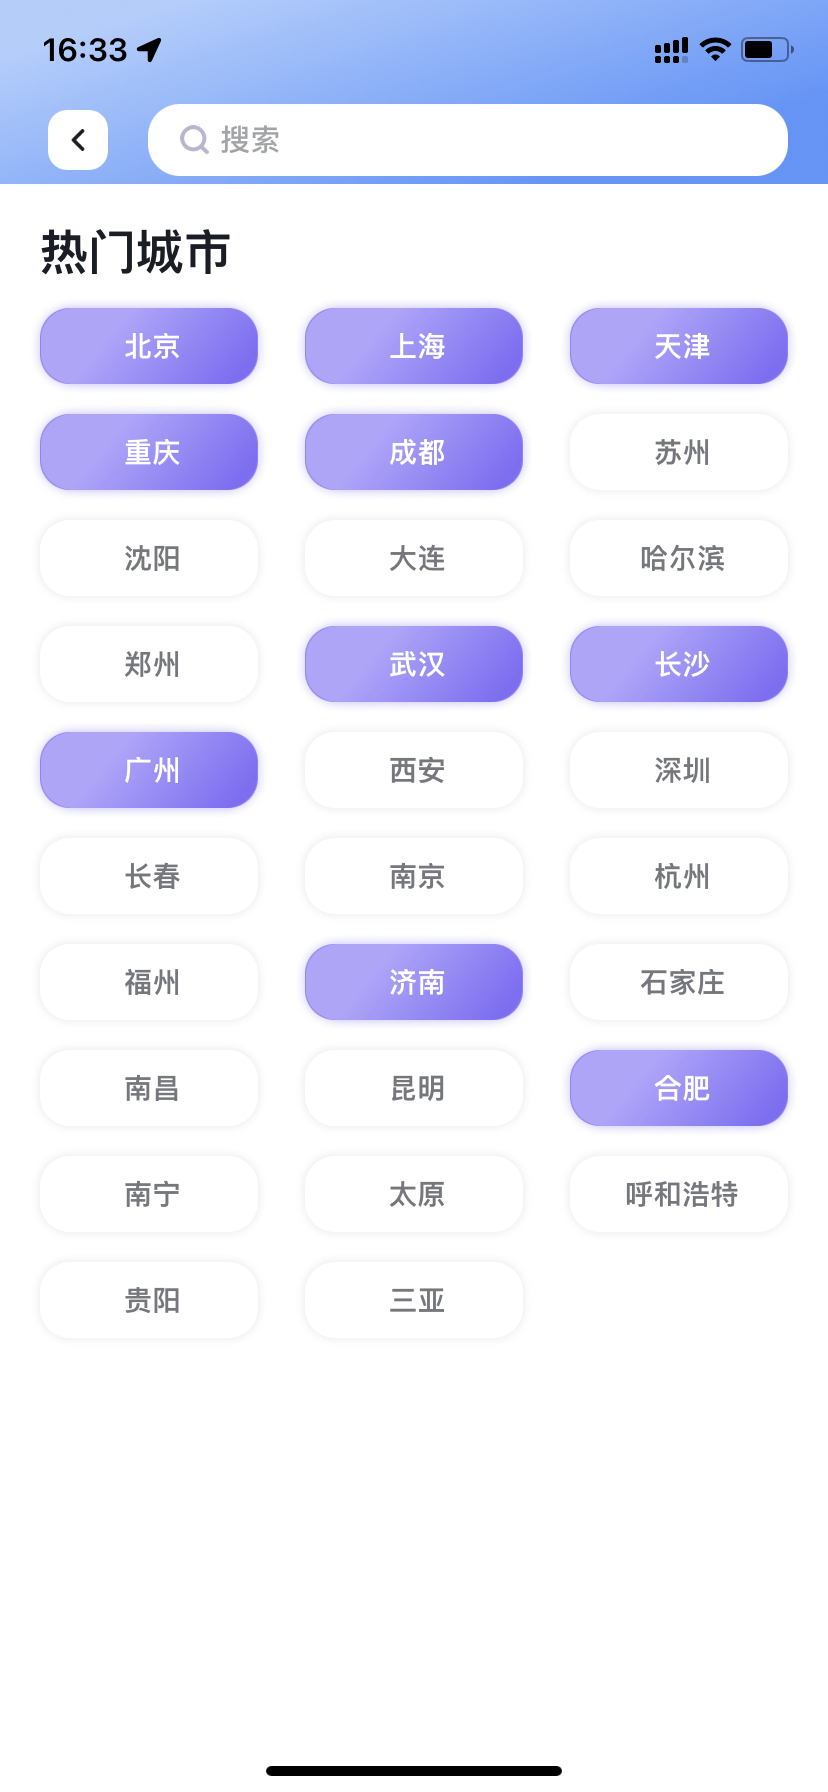 16:33
搜索
热门城市
北京 上海 天津
重庆 成都 苏州
沈阳 大连 哈尔滨
郑州 武汉 长沙
广州 西安 深圳
长春 南京 杭州
福州 济南 石家庄
南昌 昆明 合肥
南宁 太原 呼和浩特
贵阳 三亚